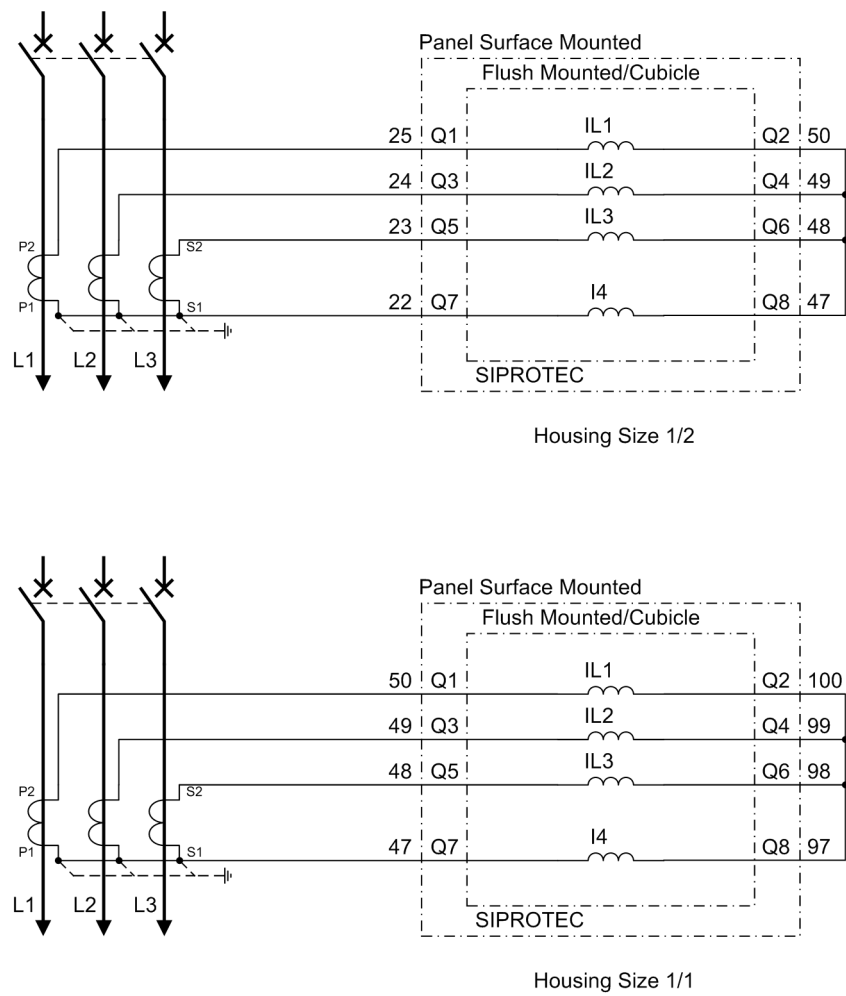 Panel Surface Mounted
Flush Mounted/Cubicle
IL1
25 Q1 Q2 50
IL2
24 Q3 Q4 49
IL3
23 Q5 Q6 48
P2 S2
I4
22 Q7 Q8 47
P1 S1
L1 L2 L3
SIPROTEC
Housing Size 1/2
Panel Surface Mounted
Flush Mounted/Cubicle
IL1
50 Q1 Q2 100
IL2
49 Q3 Q4 99
IL3
48 Q5 Q6 98
P2 S2
I4
47 Q7 Q8 97
P1 S1
L1 L2 L3
SIPROTEC
Housing Size 1/1